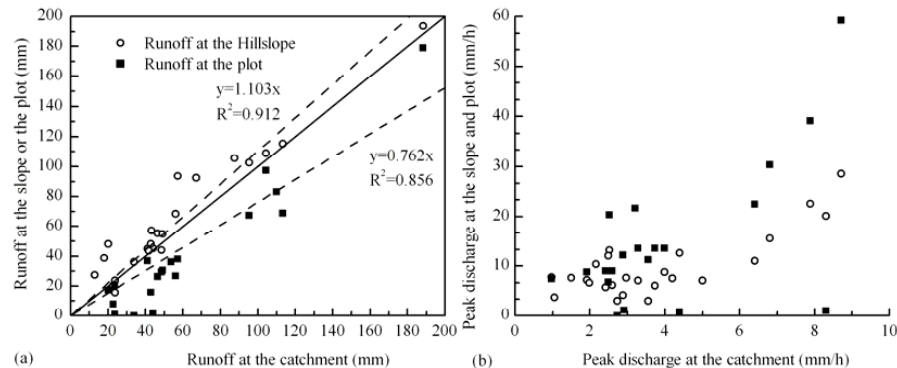 200
180
160
140
120
100
80
60
40
20
0
Runoff at the slope or the plot (mm)
Runoff at the Hillslope
Runoff at the plot
y=1.103x
R²=0.912
y=0.762x
R²=0.856
0 20 40 60 80 100 120 140 160 180 200
(a) Runoff at the catchment (mm)
60
50
40
30
20
10
0
Peak discharge at the slope and plot (mm/h)
0 2 4 6 8 10
(b) Peak discharge at the catchment (mm/h)